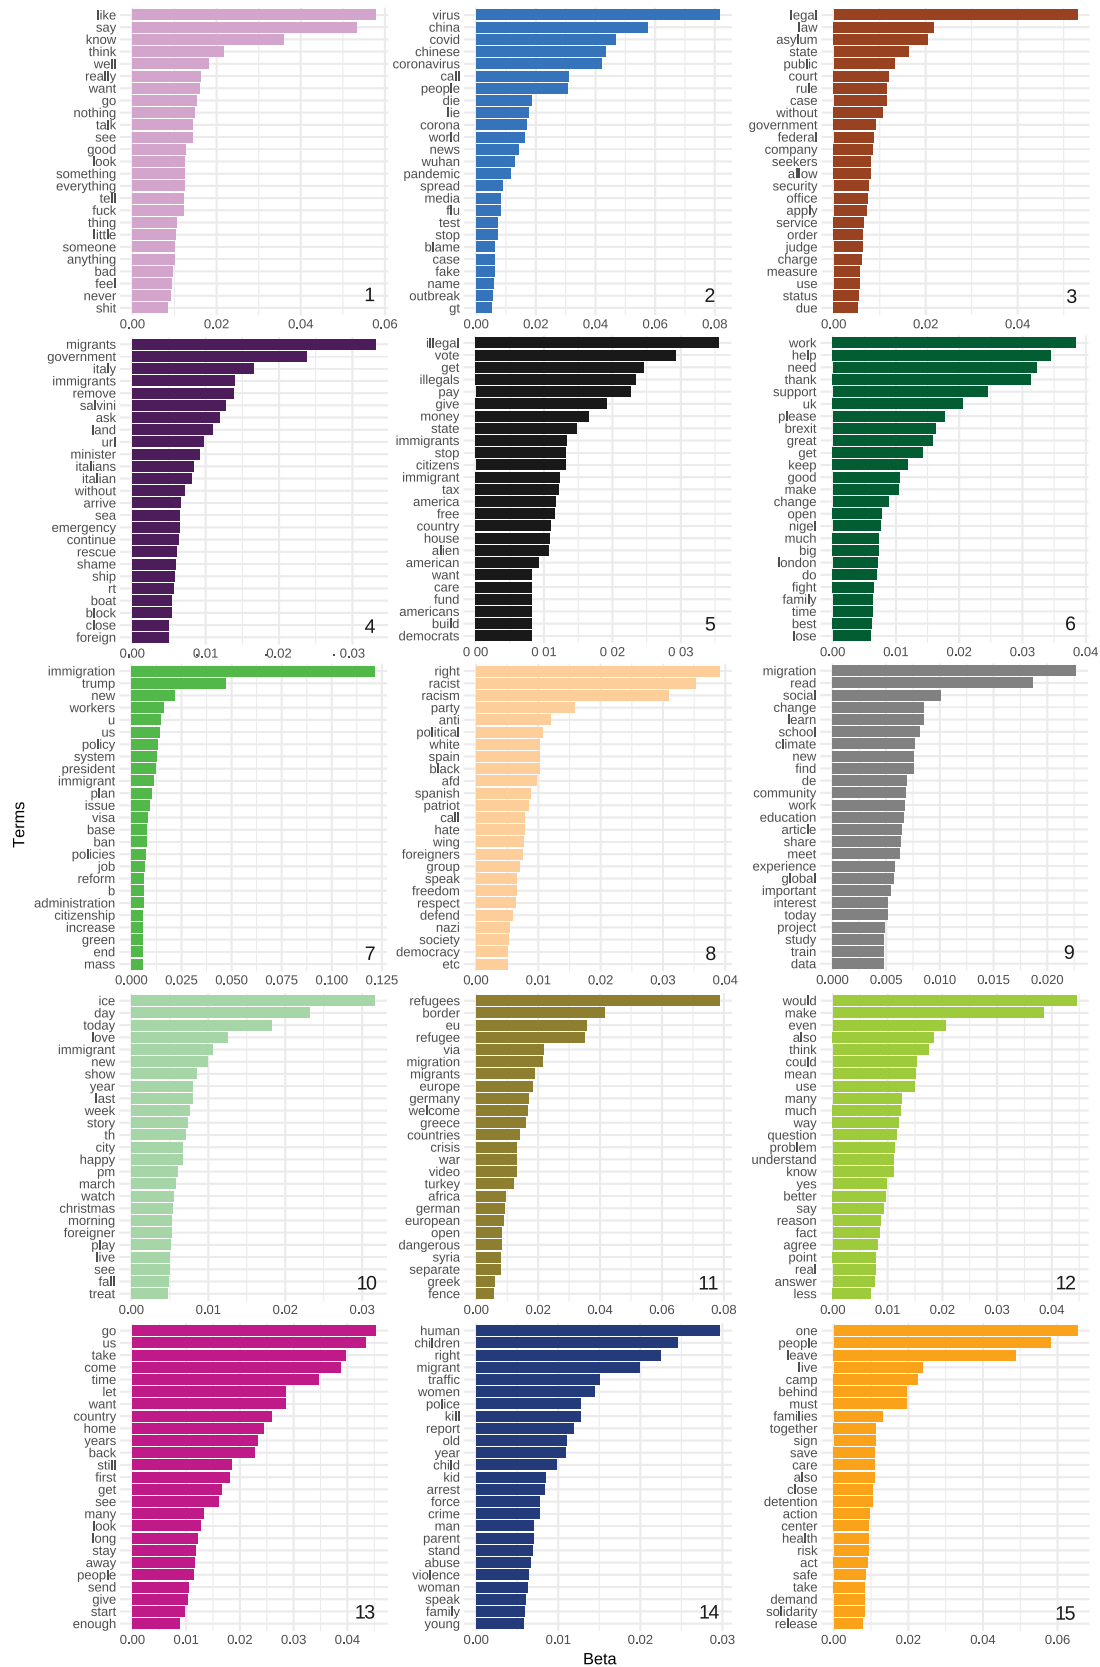 like
say
know
think
well
really
want
go
nothing
talk
see
good
look
something
everything
tell
fuck
thing
little
someone
anything
bad
feel
never
shit
1
0.00 0.02 0.04 0.06
virus
china
covid
chinese
coronavirus
call
people
die
lie
corona
world
news
wuhan
pandemic
spread
media
flu
test
stop
blame
case
fake
name
outbreak
gt
2
0.00 0.02 0.04 0.06 0.08
legal
law
asylum
state
public
court
rule
case
without
government
federal
company
seekers
allow
security
office
apply
service
order
judge
charge
measure
use
status
due
3
0.00 0.02 0.04
migrants
government
italy
immigrants
remove
salvini
ask
land
url
minister
italians
italian
without
arrive
sea
emergency
continue
rescue
shame
ship
rt
boat
block
close
foreign
4
0.00 0.01 0.02 0.03
illegal
vote
get
illegals
pay
give
money
state
immigrants
stop
citizens
immigrant
tax
america
free
country
house
alien
american
want
care
fund
americans
build
democrats
5
0.00 0.01 0.02 0.03
work
help
need
thank
support
uk
please
brexit
great
get
keep
good
make
change
open
nigel
much
big
london
do
fight
family
time
best
lose
6
0.00 0.01 0.02 0.03 0.04
Terms
immigration
trump
new
workers
u
us
policy
system
president
immigrant
plan
issue
visa
base
ban
policies
job
reform
b
administration
citizenship
increase
green
end
mass
7
0.000 0.025 0.050 0.075 0.100 0.125
right
racist
racism
party
anti
political
white
spain
black
afd
spanish
patriot
call
hate
wing
foreigners
group
speak
freedom
respect
defend
nazi
society
democracy
etc
8
0.00 0.01 0.02 0.03 0.04
migration
read
social
change
learn
school
climate
new
find
de
community
work
education
article
share
meet
experience
global
important
interest
today
project
study
train
data
9
0.000 0.005 0.010 0.015 0.020
ice
day
today
love
immigrant
new
show
year
last
week
story
th
city
happy
pm
march
watch
christmas
morning
foreigner
play
live
see
fall
treat
10
0.00 0.01 0.02 0.03
refugees
border
eu
refugee
via
migration
migrants
europe
germany
welcome
greece
countries
crisis
war
video
turkey
africa
german
european
open
dangerous
syria
separate
greek
fence
11
0.00 0.02 0.04 0.06 0.08
would
make
even
also
think
could
mean
use
many
much
way
question
problem
understand
know
yes
better
say
reason
fact
agree
point
real
answer
less
12
0.00 0.01 0.02 0.03 0.04
go
us
take
come
time
let
want
country
home
years
back
still
first
get
see
many
look
long
stay
away
people
send
give
start
enough
13
0.00 0.01 0.02 0.03 0.04
human
children
right
migrant
traffic
women
police
kill
report
old
year
child
kid
arrest
force
crime
man
parent
stand
abuse
violence
woman
speak
family
young
14
0.00 0.01 0.02 0.03
one
people
leave
live
camp
behind
must
families
together
sign
save
care
also
close
detention
action
center
health
risk
act
safe
take
demand
solidarity
release
15
0.00 0.02 0.04 0.06
Beta